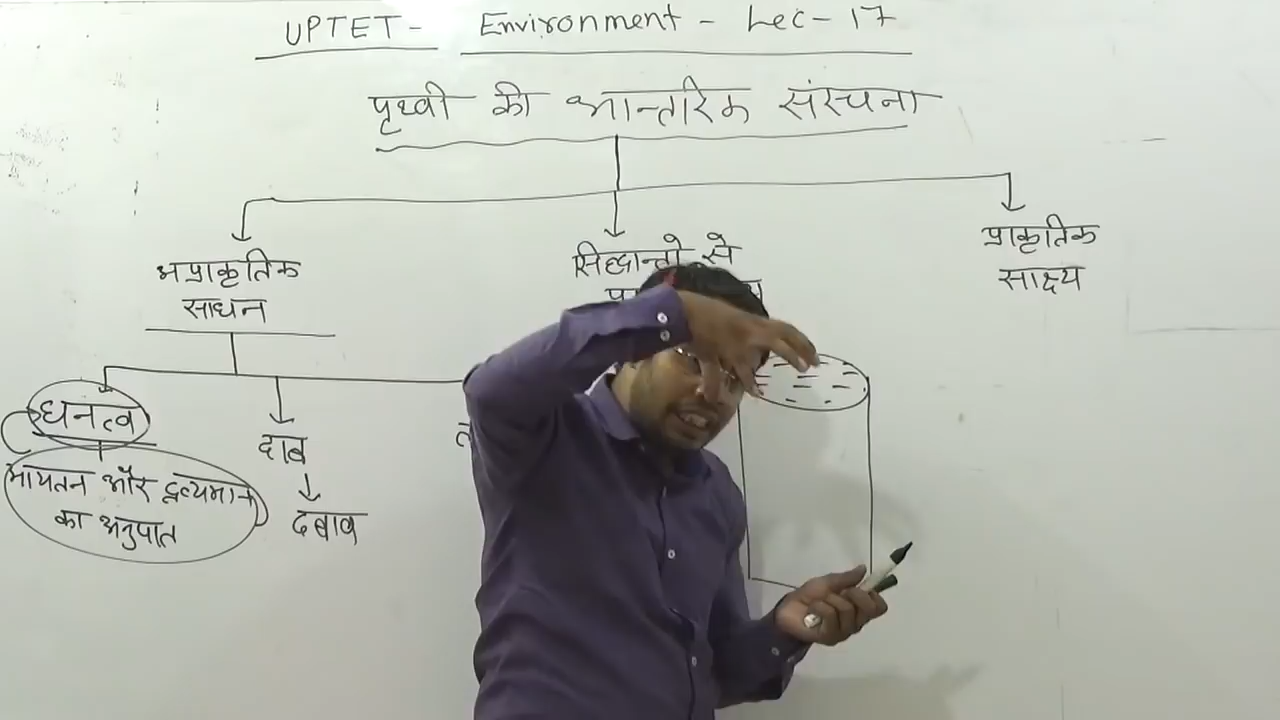 UPTET - Environment - Lec - 17
पृथ्वी की आन्तरिक संरचना
अप्राकृतिक
साधन
सिद्धान्तो से
प्राकृतिक
साक्ष्य
घनत्व
दाब
आयतन और द्रव्यमान
का अनुपात
दबाव